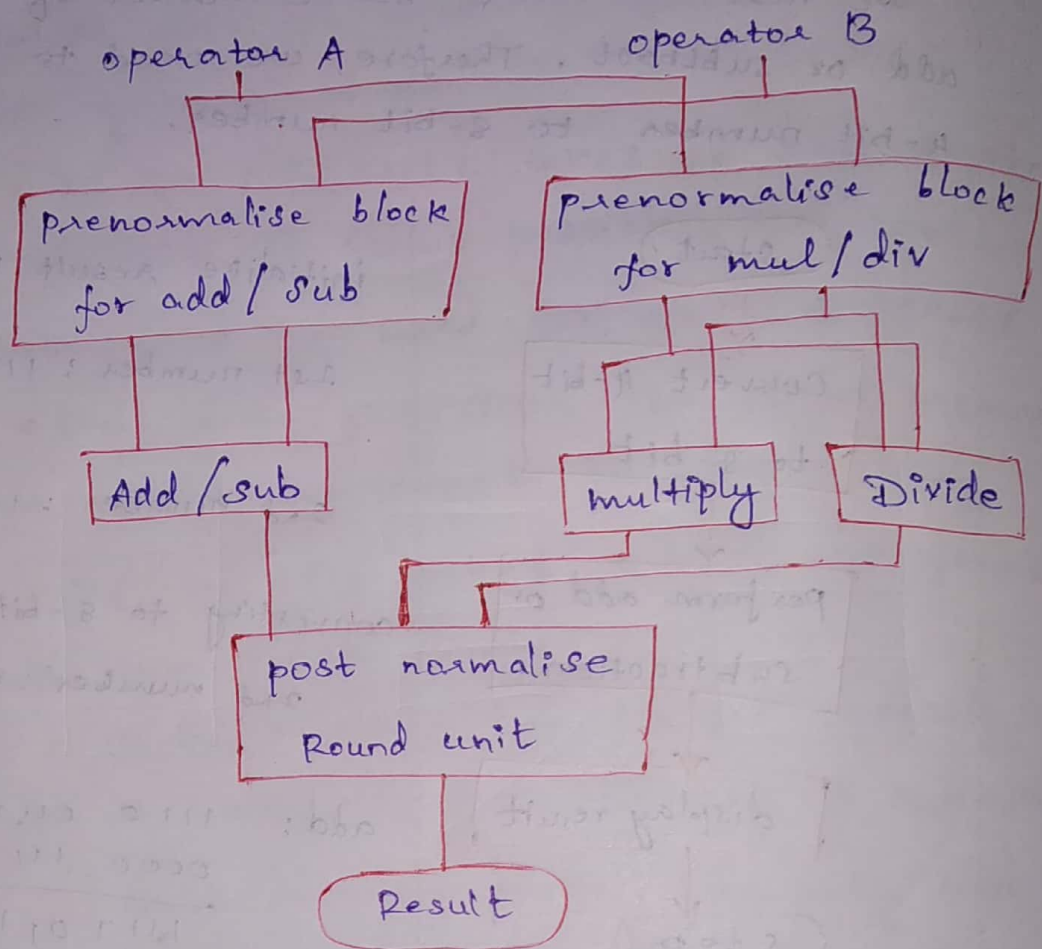 operator A
operator B
prenormalise block
for add / sub
prenormalise block
for mul / div
Add / sub
multiply
Divide
post normalise
Round unit
Result